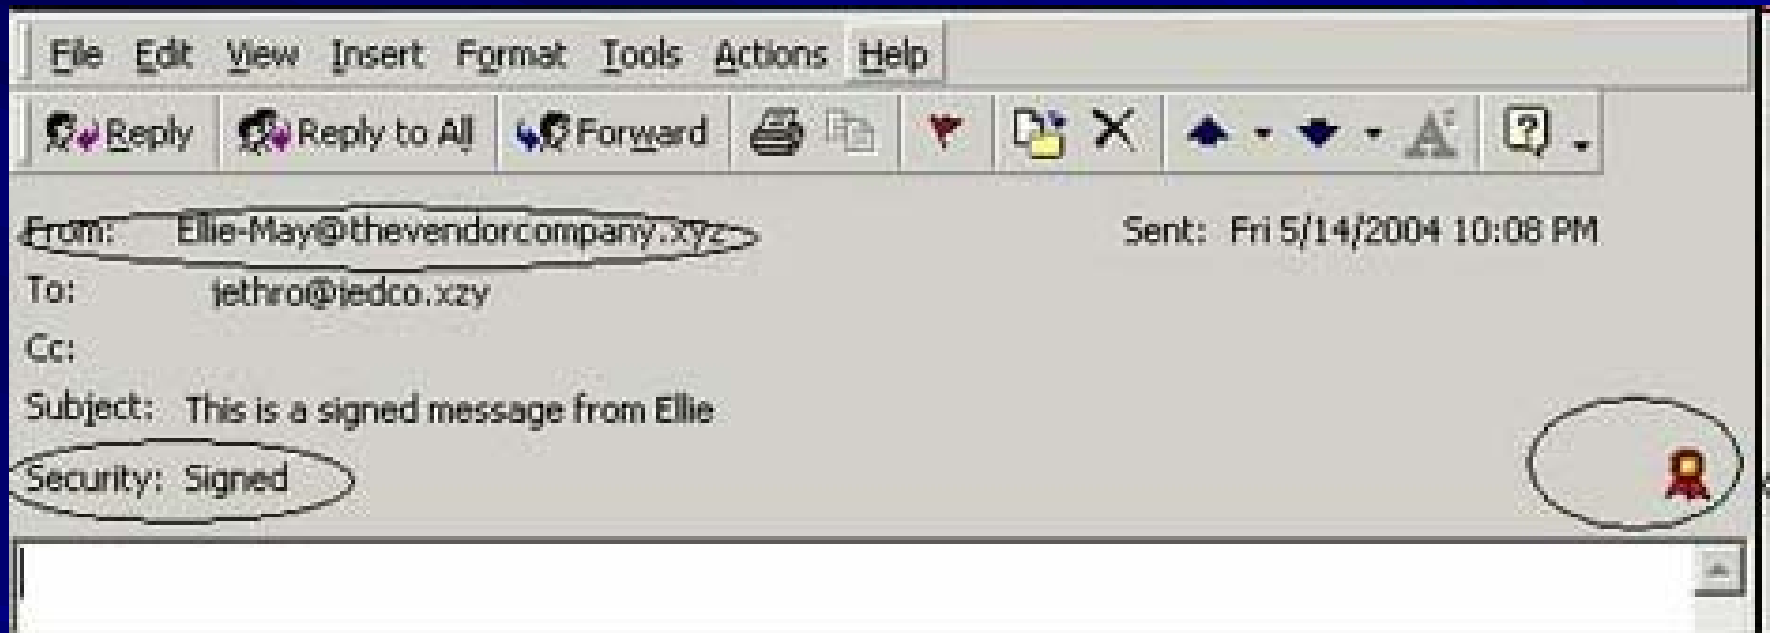 File Edit View Insert Format Tools Actions Help
Reply Reply to All Forward
From: Ellie-May@thevendorcompany.xyz Sent: Fri 5/14/2004 10:08 PM
To: jethro@jedco.xzy
Cc:
Subject: This is a signed message from Ellie
Security: Signed